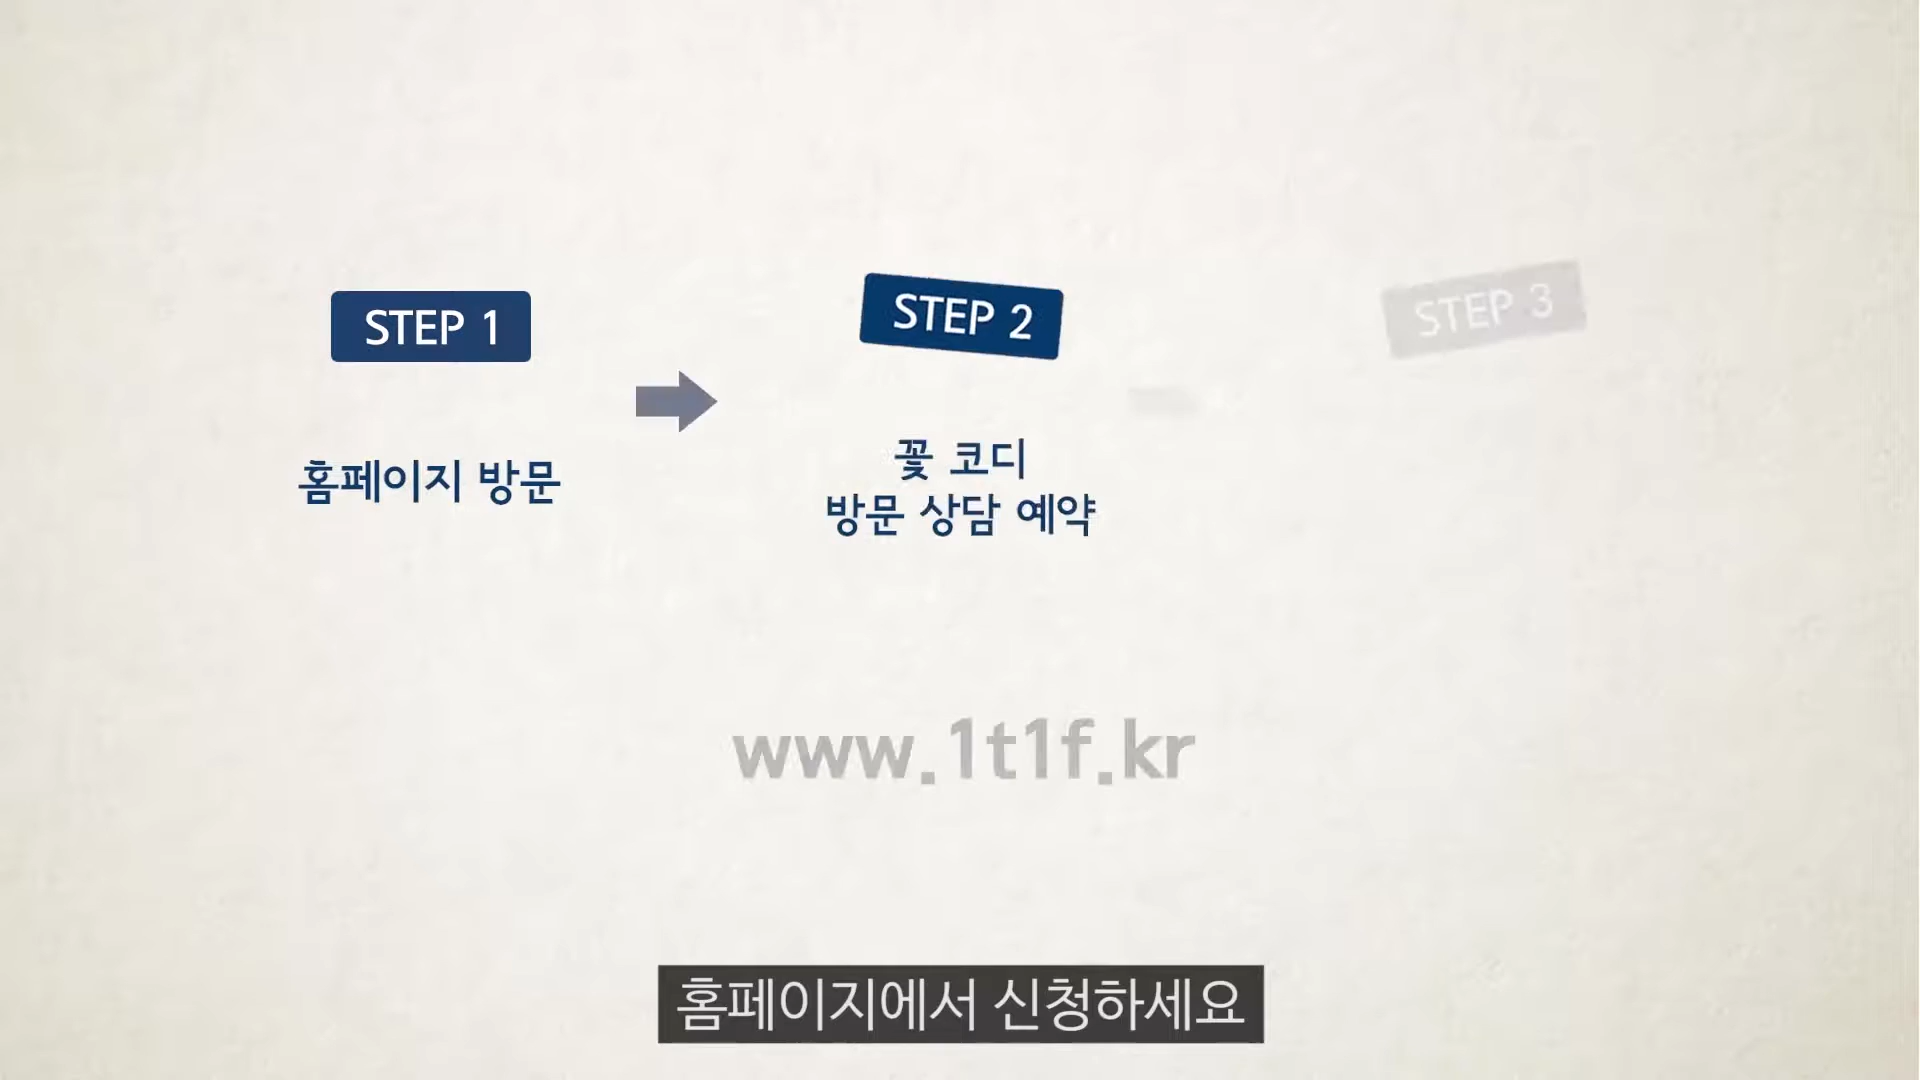 STEP 1
홈페이지 방문
STEP 2
꽃 코디
방문 상담 예약
STEP 3
www.1t1f.kr
홈페이지에서 신청하세요